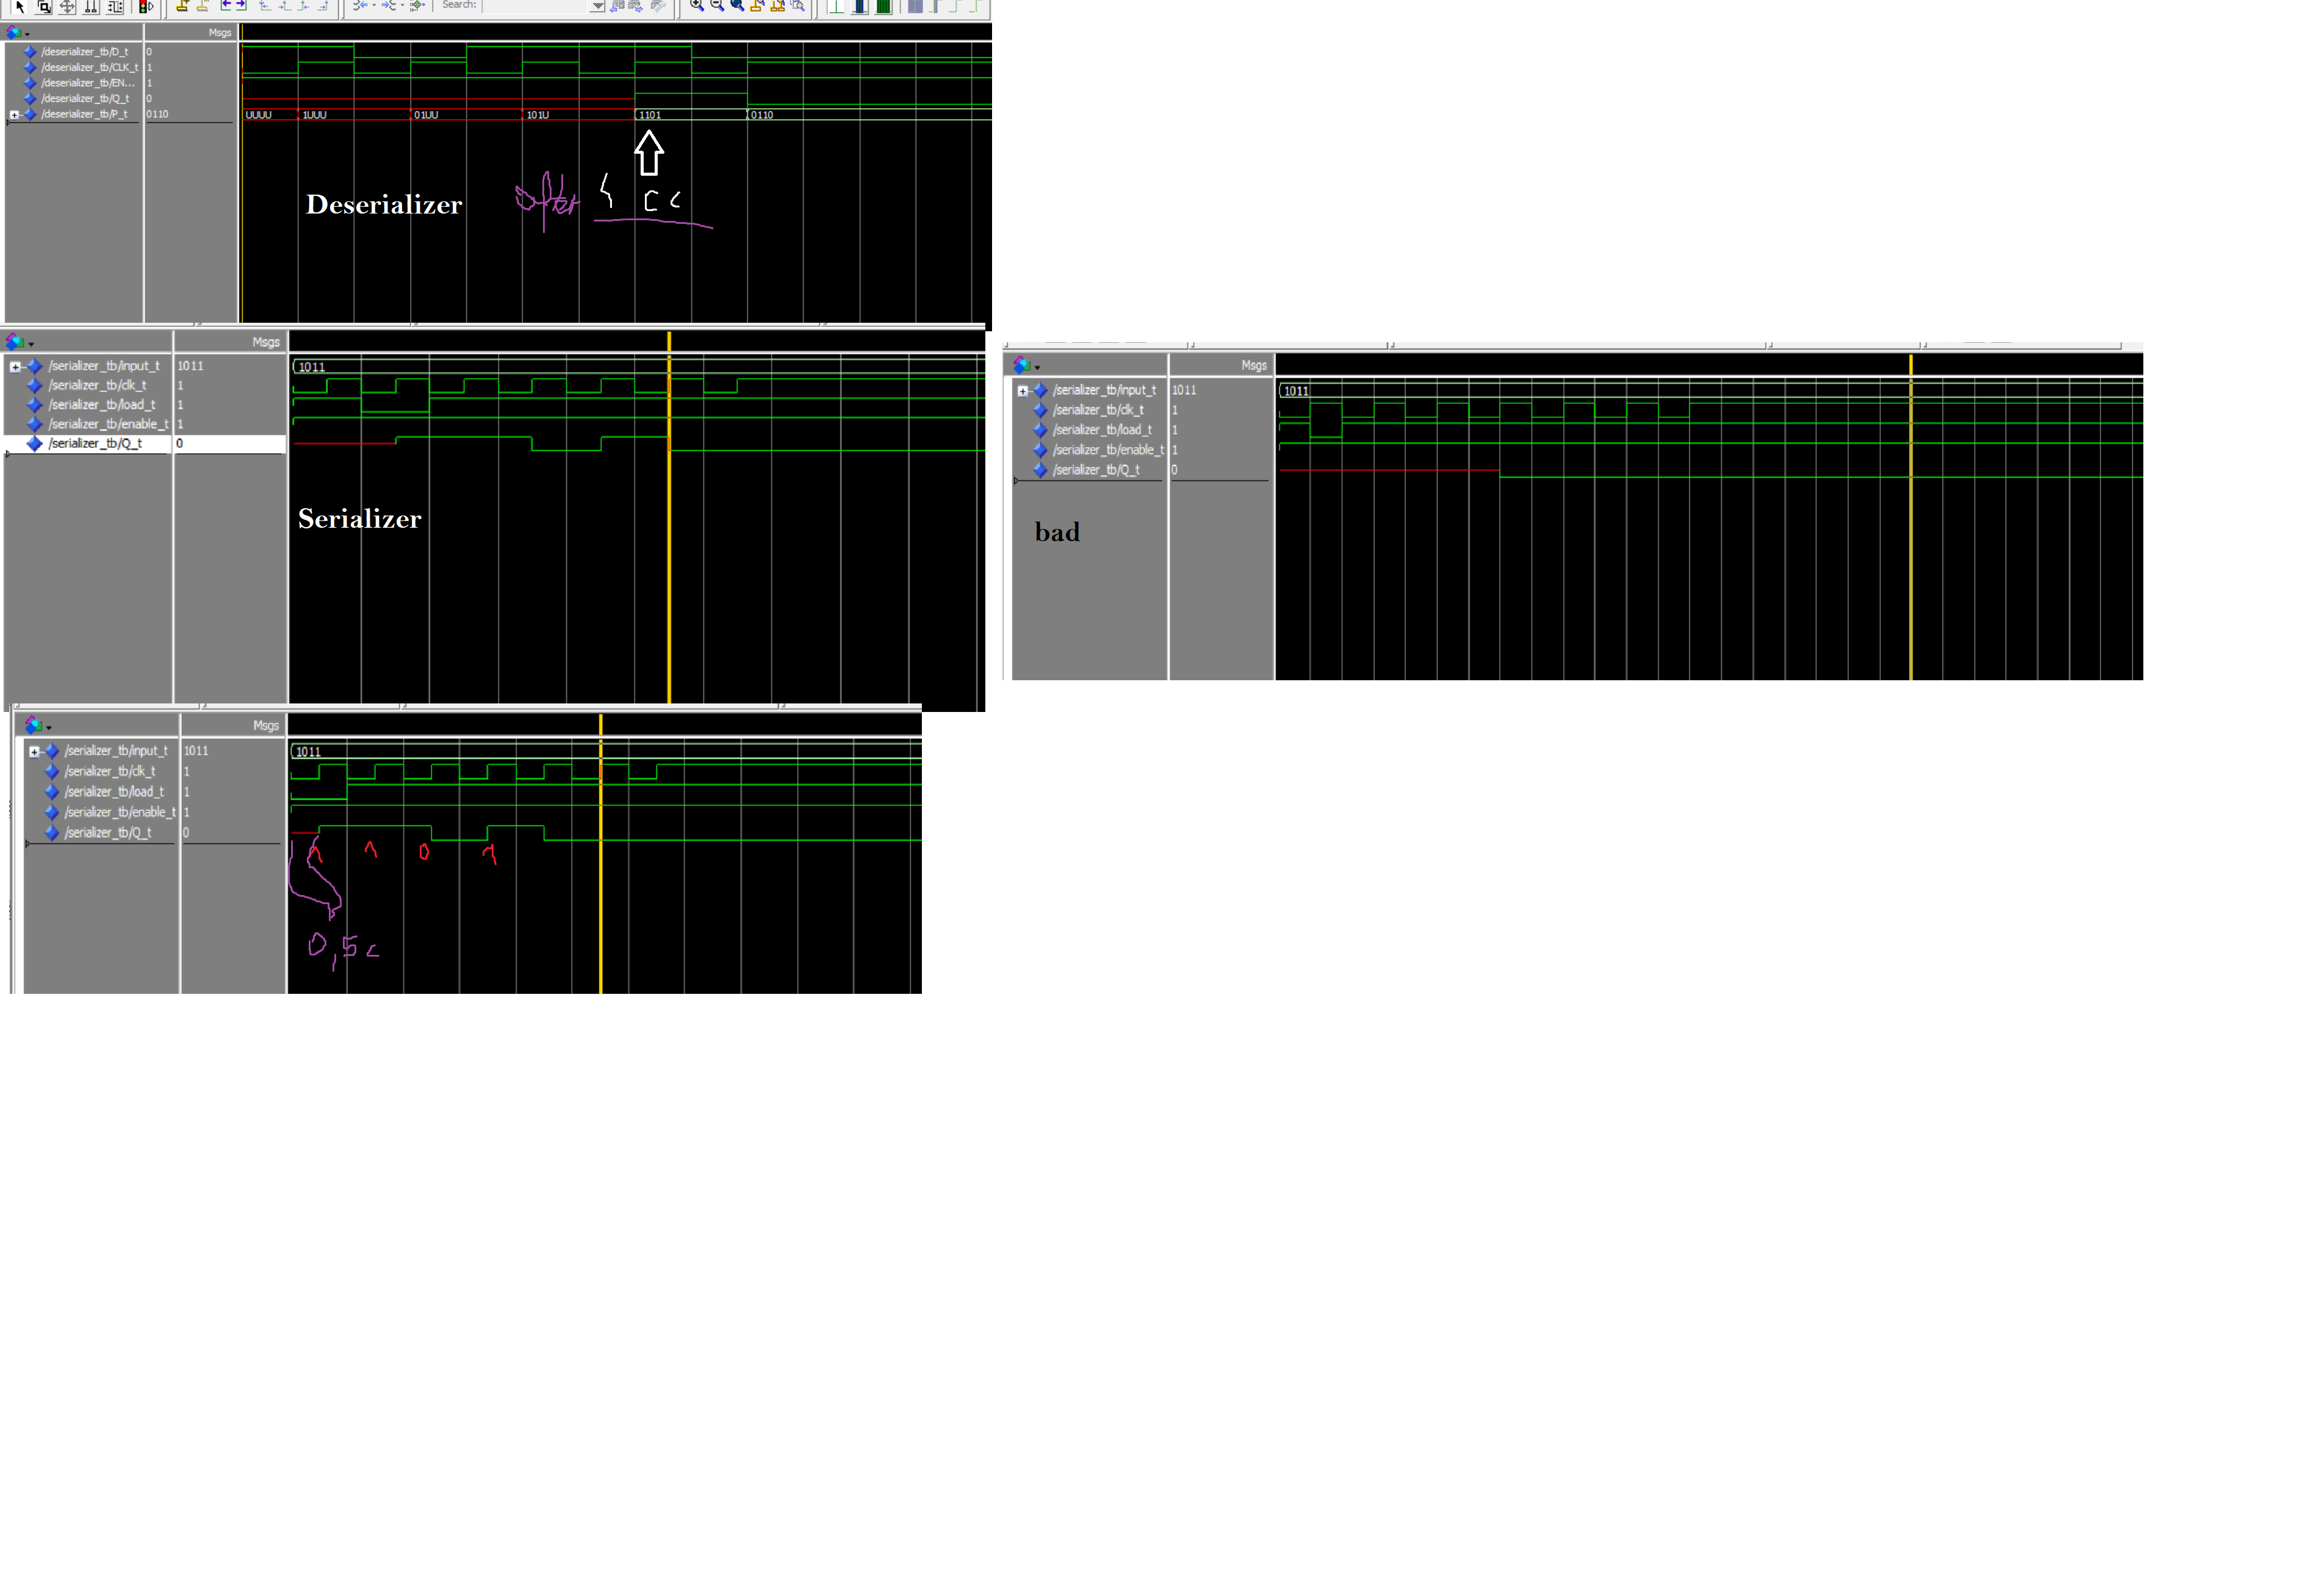 Search:
Msgs
/deserializer_tb/D_t 0
/deserializer_tb/CLK_t 1
/deserializer_tb/EN... 1
/deserializer_tb/Q_t 0
/deserializer_tb/P_t 0110 UUUU 1UUU 01UU 101U 1101 0110
Deserializer
after cc
Msgs
/serializer_tb/input_t 1011 1011
/serializer_tb/clk_t 1
/serializer_tb/load_t 1
/serializer_tb/enable_t 1
/serializer_tb/Q_t 0
Serializer
Msgs
/serializer_tb/input_t 1011 1011
/serializer_tb/clk_t 1
/serializer_tb/load_t 1
/serializer_tb/enable_t 1
/serializer_tb/Q_t 0
bad
Msgs
/serializer_tb/input_t 1011 1011
/serializer_tb/clk_t 1
/serializer_tb/load_t 1
/serializer_tb/enable_t 1
/serializer_tb/Q_t 0
1 1 0 1
0,5c